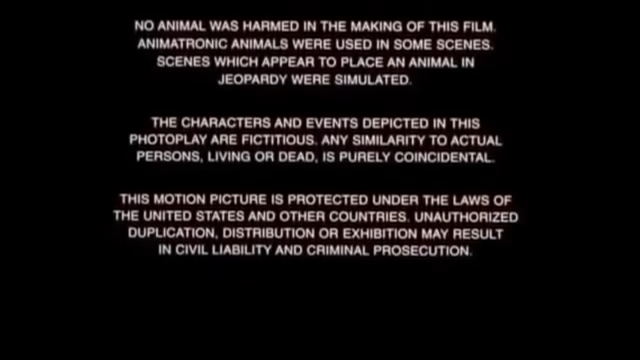 NO ANIMAL WAS HARMED IN THE MAKING OF THIS FILM.
ANIMATRONIC ANIMALS WERE USED IN SOME SCENES.
SCENES WHICH APPEAR TO PLACE AN ANIMAL IN
JEOPARDY WERE SIMULATED.
THE CHARACTERS AND EVENTS DEPICTED IN THIS
PHOTOPLAY ARE FICTITIOUS. ANY SIMILARITY TO ACTUAL
PERSONS, LIVING OR DEAD, IS PURELY COINCIDENTAL.
THIS MOTION PICTURE IS PROTECTED UNDER THE LAWS OF
THE UNITED STATES AND OTHER COUNTRIES. UNAUTHORIZED
DUPLICATION, DISTRIBUTION OR EXHIBITION MAY RESULT
IN CIVIL LIABILITY AND CRIMINAL PROSECUTION.